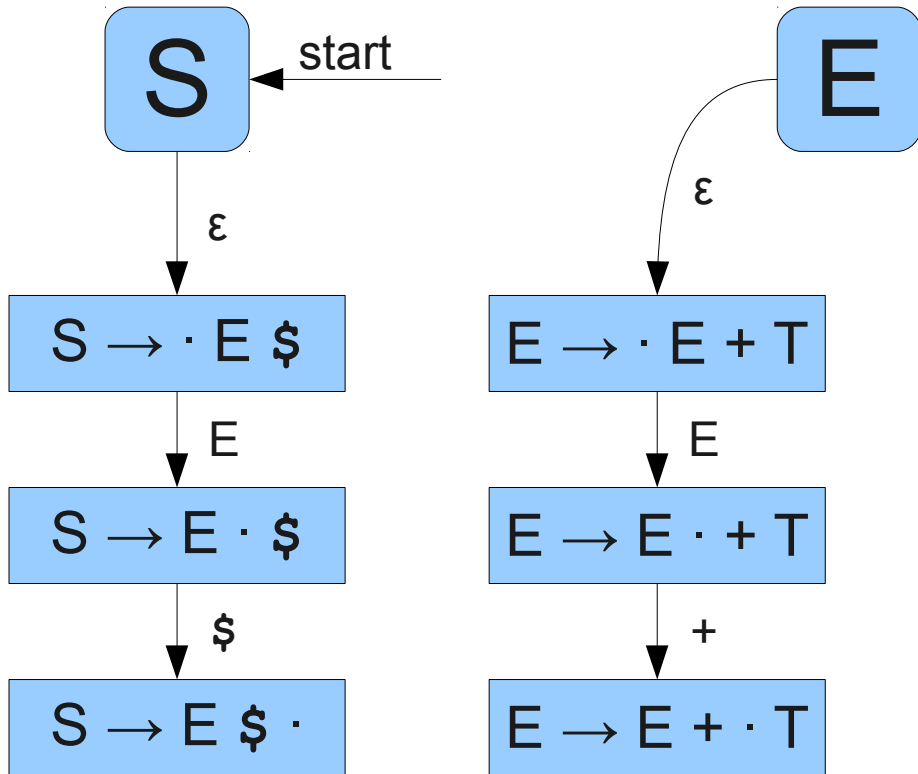 S
start
E
ε
ε
S → · E $
E → · E + T
E
E
S → E · $
E → E · + T
$
+
S → E $ ·
E → E + · T